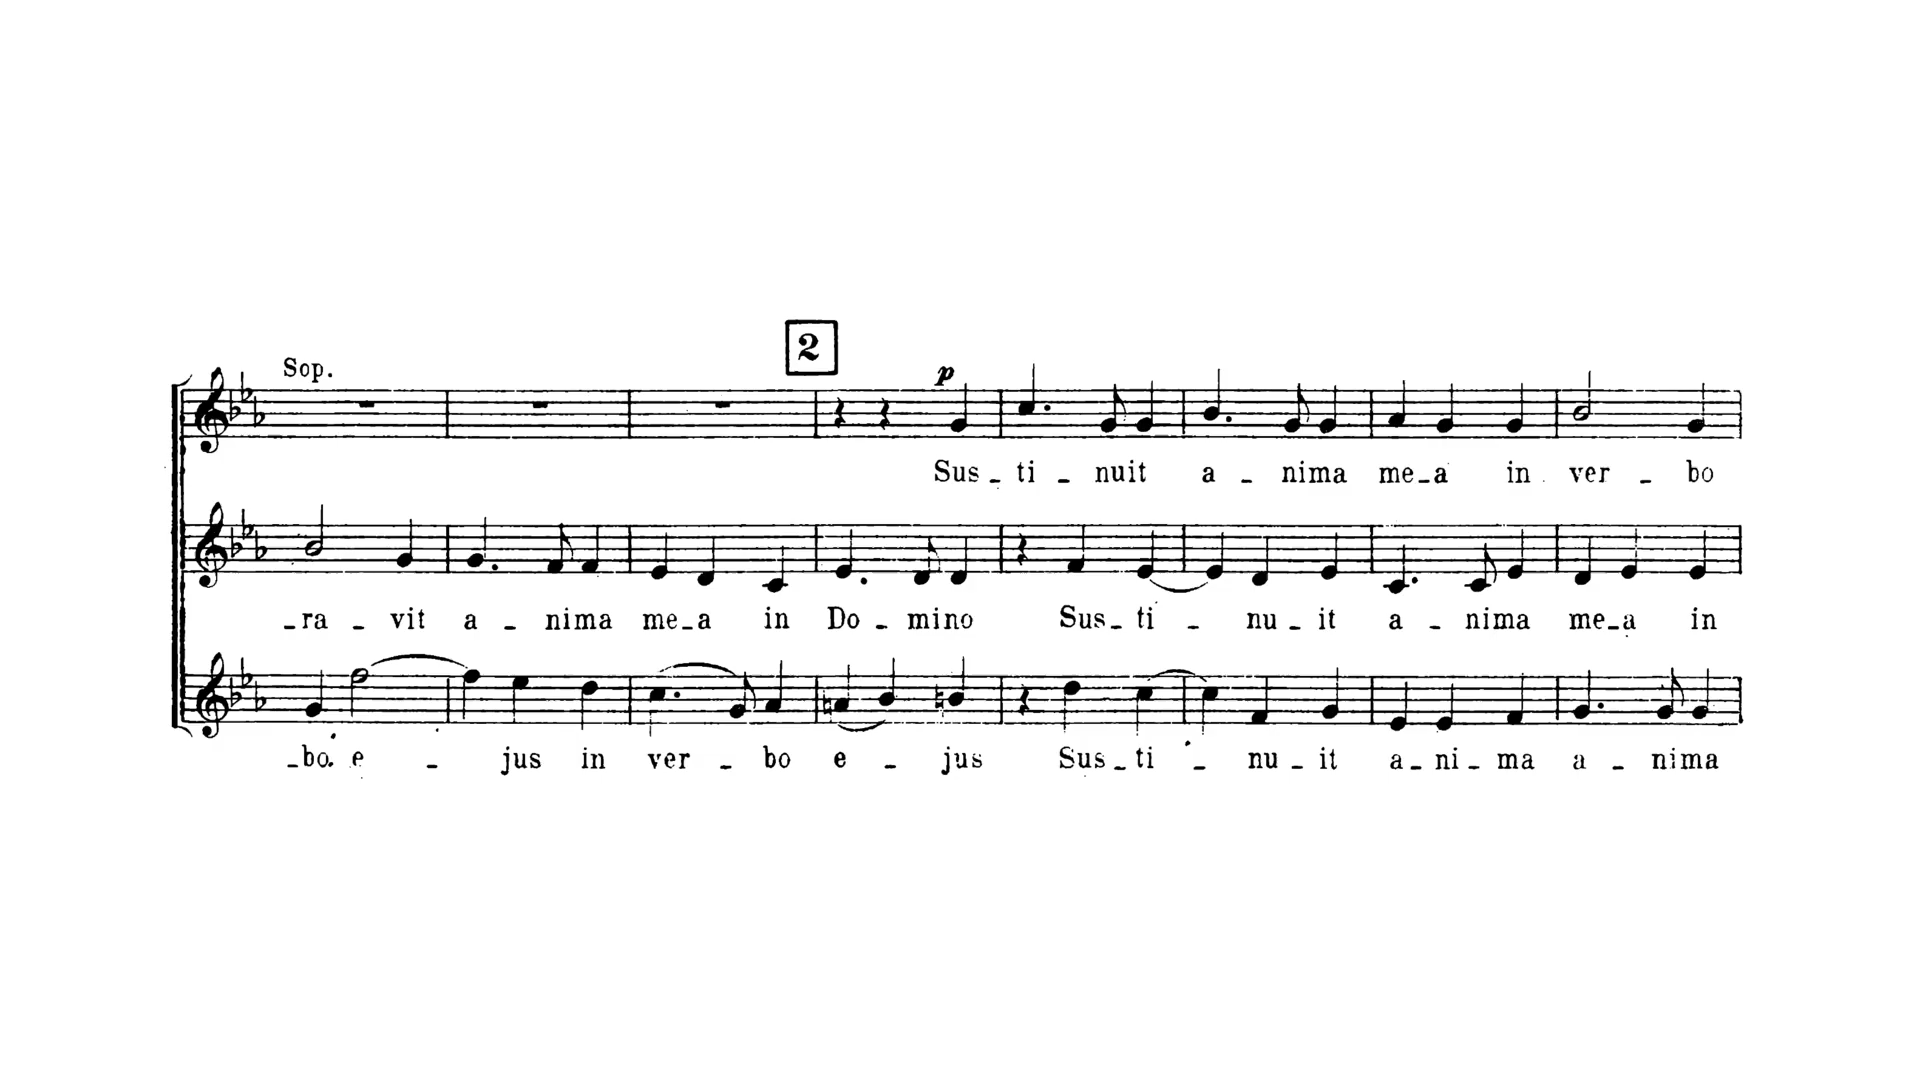 2
Sop.
p
Sus - ti - nuit a - nima me-a in ver - bo
-ra - vit a - nima me-a in Do - mino Sus - ti - nu - it a - nima me-a in
-bo. e - jus in ver - bo e - jus Sus - ti - nu - it a - ni - ma a - nima